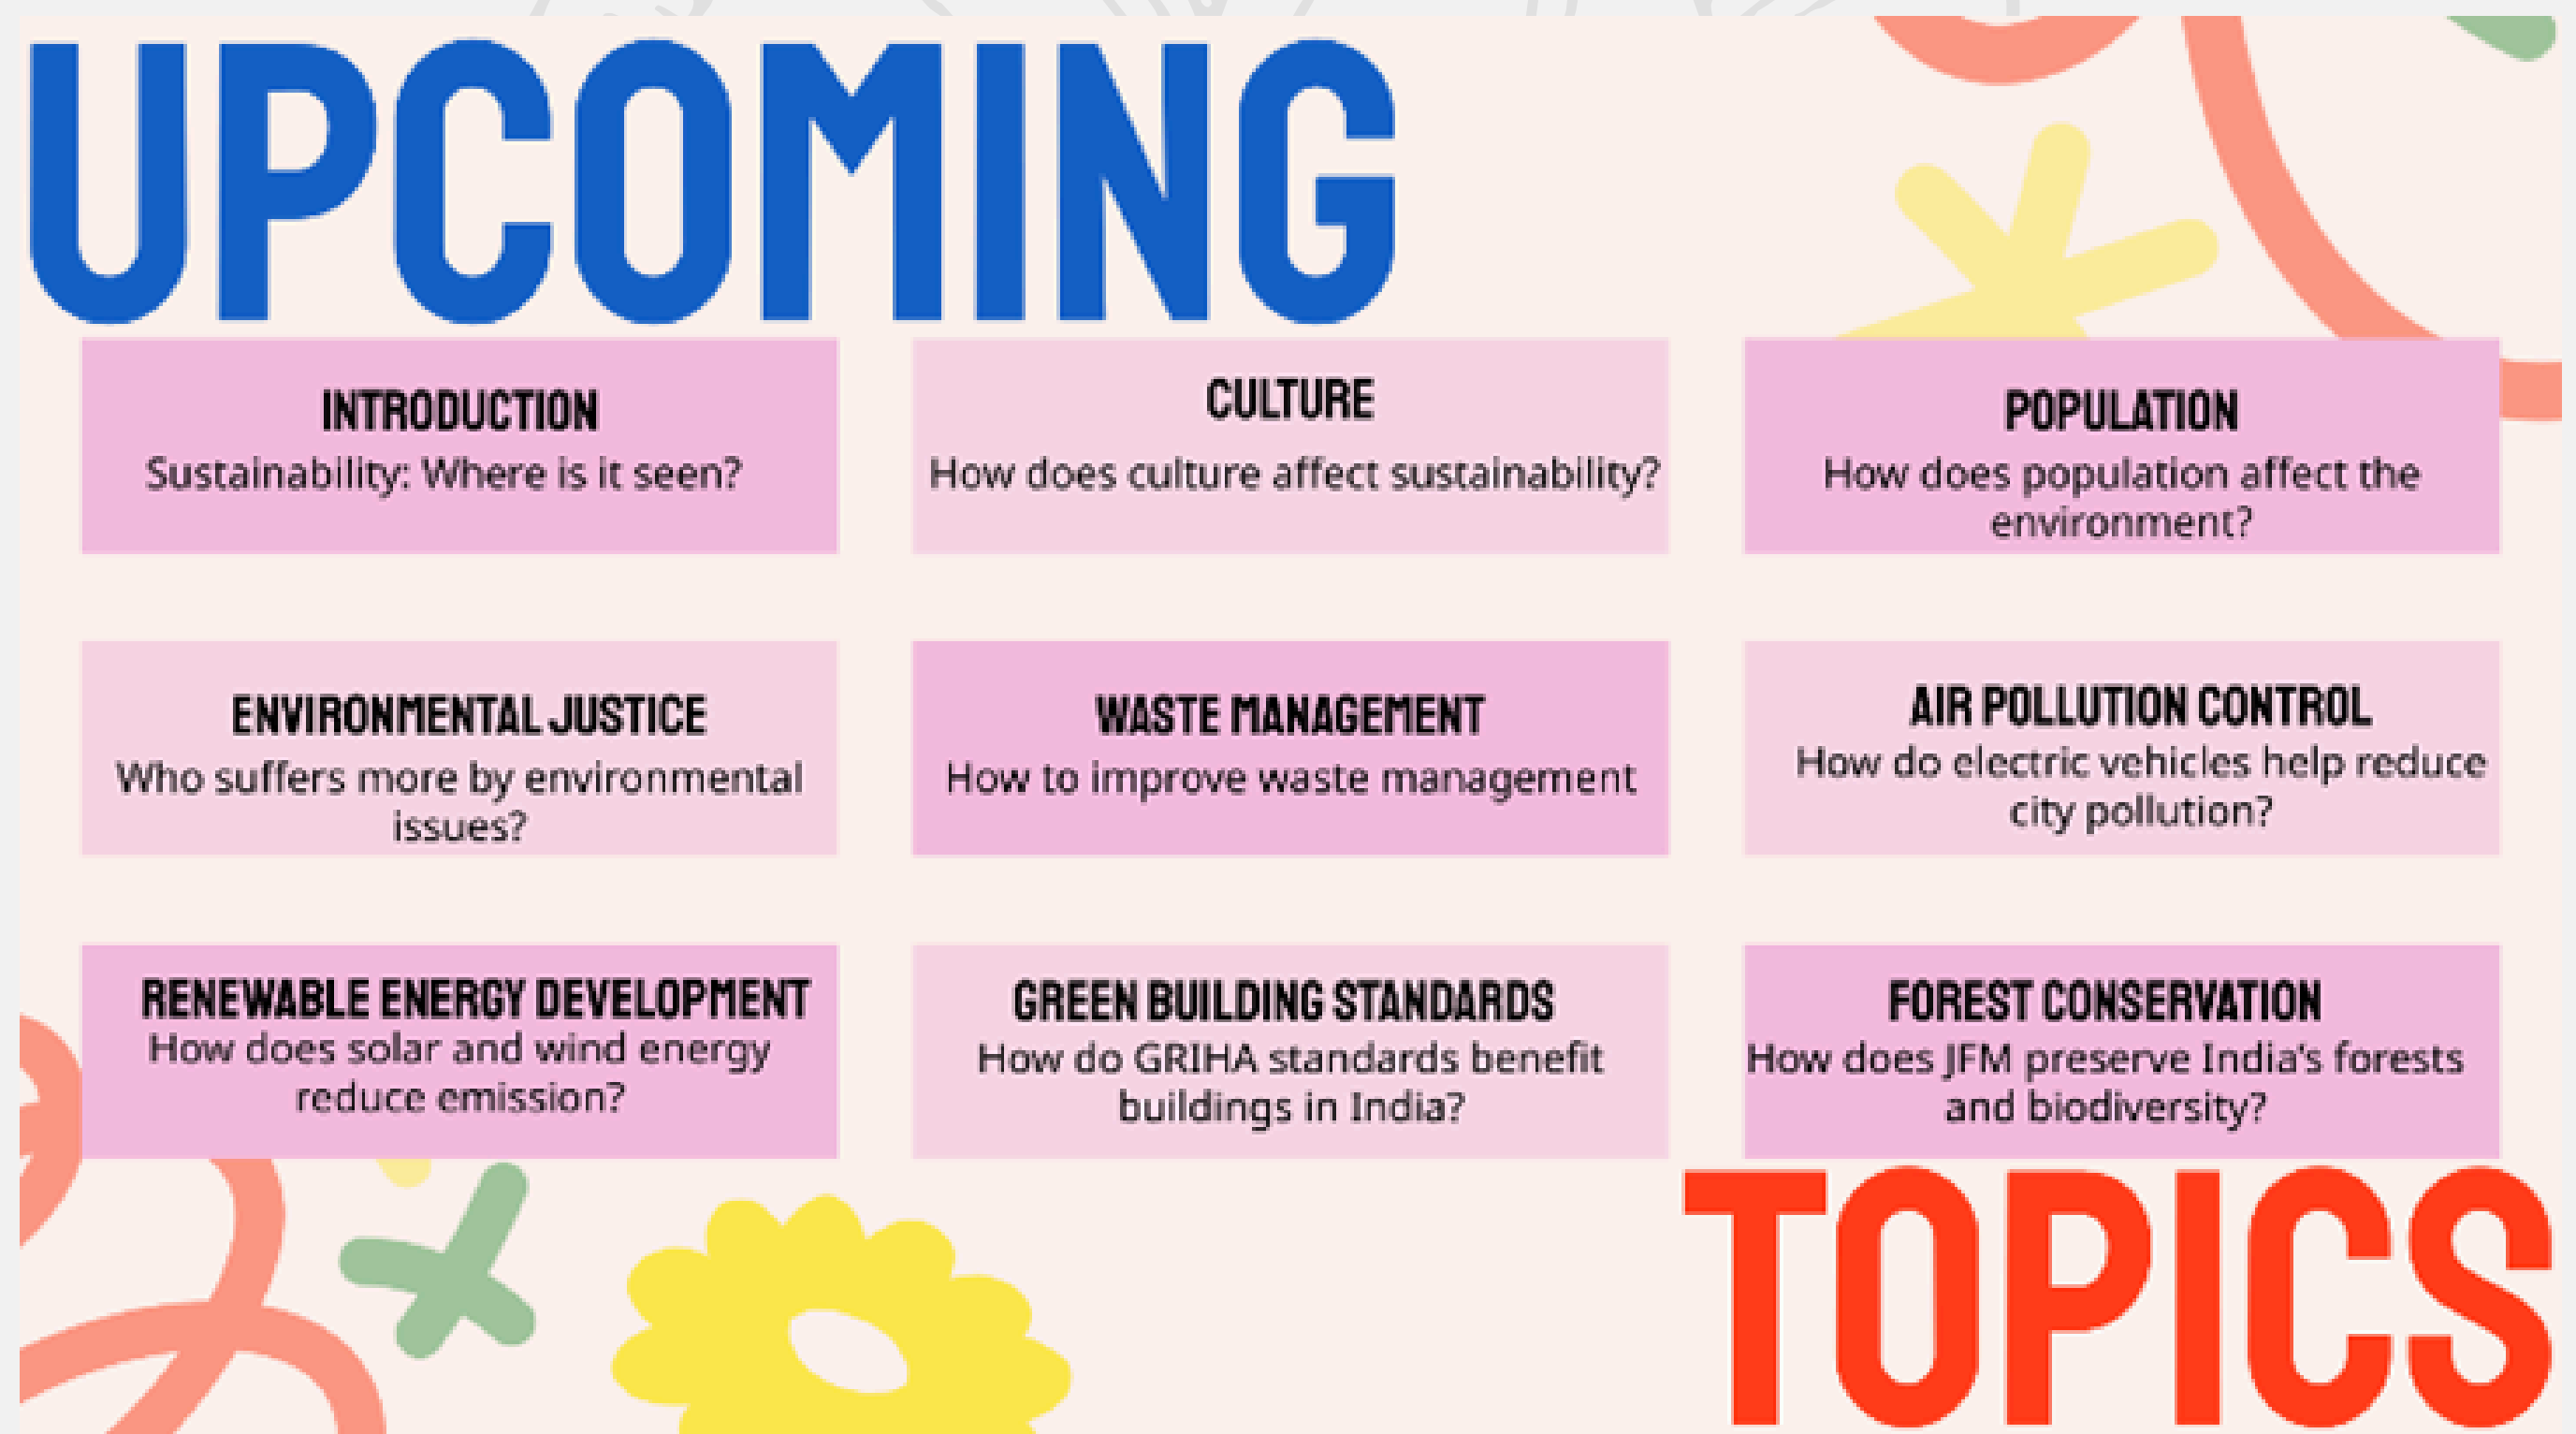 UPCOMING
INTRODUCTION
Sustainability: Where is it seen?
CULTURE
How does culture affect sustainability?
POPULATION
How does population affect the
environment?
ENVIRONMENTAL JUSTICE
Who suffers more by environmental
issues?
WASTE MANAGEMENT
How to improve waste management
AIR POLLUTION CONTROL
How do electric vehicles help reduce
city pollution?
RENEWABLE ENERGY DEVELOPMENT
How does solar and wind energy
reduce emission?
GREEN BUILDING STANDARDS
How do GRIHA standards benefit
buildings in India?
FOREST CONSERVATION
How does JFM preserve India's forests
and biodiversity?
TOPICS